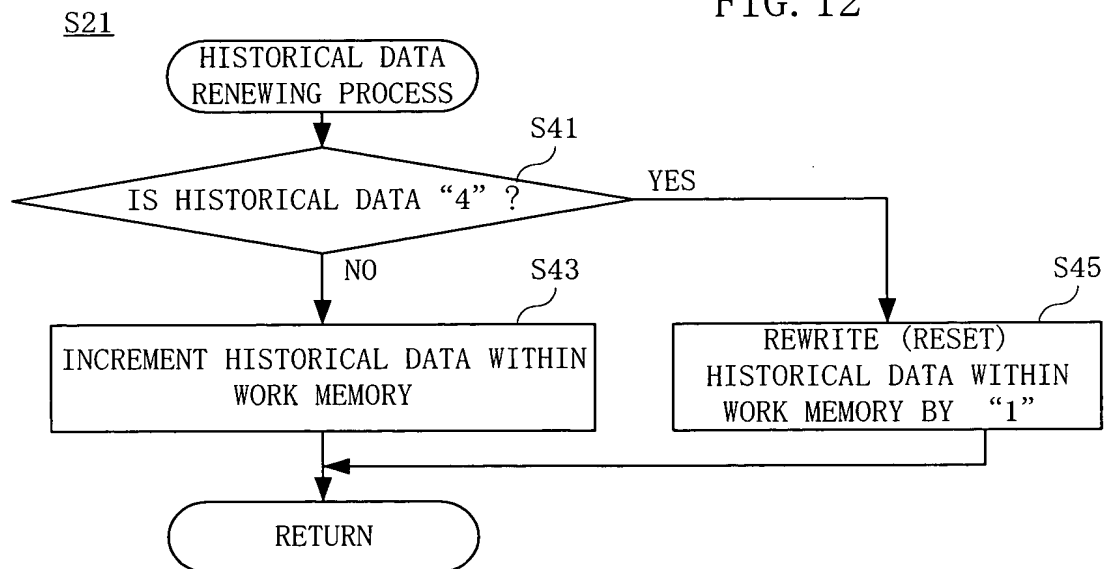 FIG. 12
S21
HISTORICAL DATA
RENEWING PROCESS
S41
IS HISTORICAL DATA “4” ?
YES
NO
S43
S45
INCREMENT HISTORICAL DATA WITHIN
WORK MEMORY
REWRITE (RESET)
HISTORICAL DATA WITHIN
WORK MEMORY BY “1”
RETURN